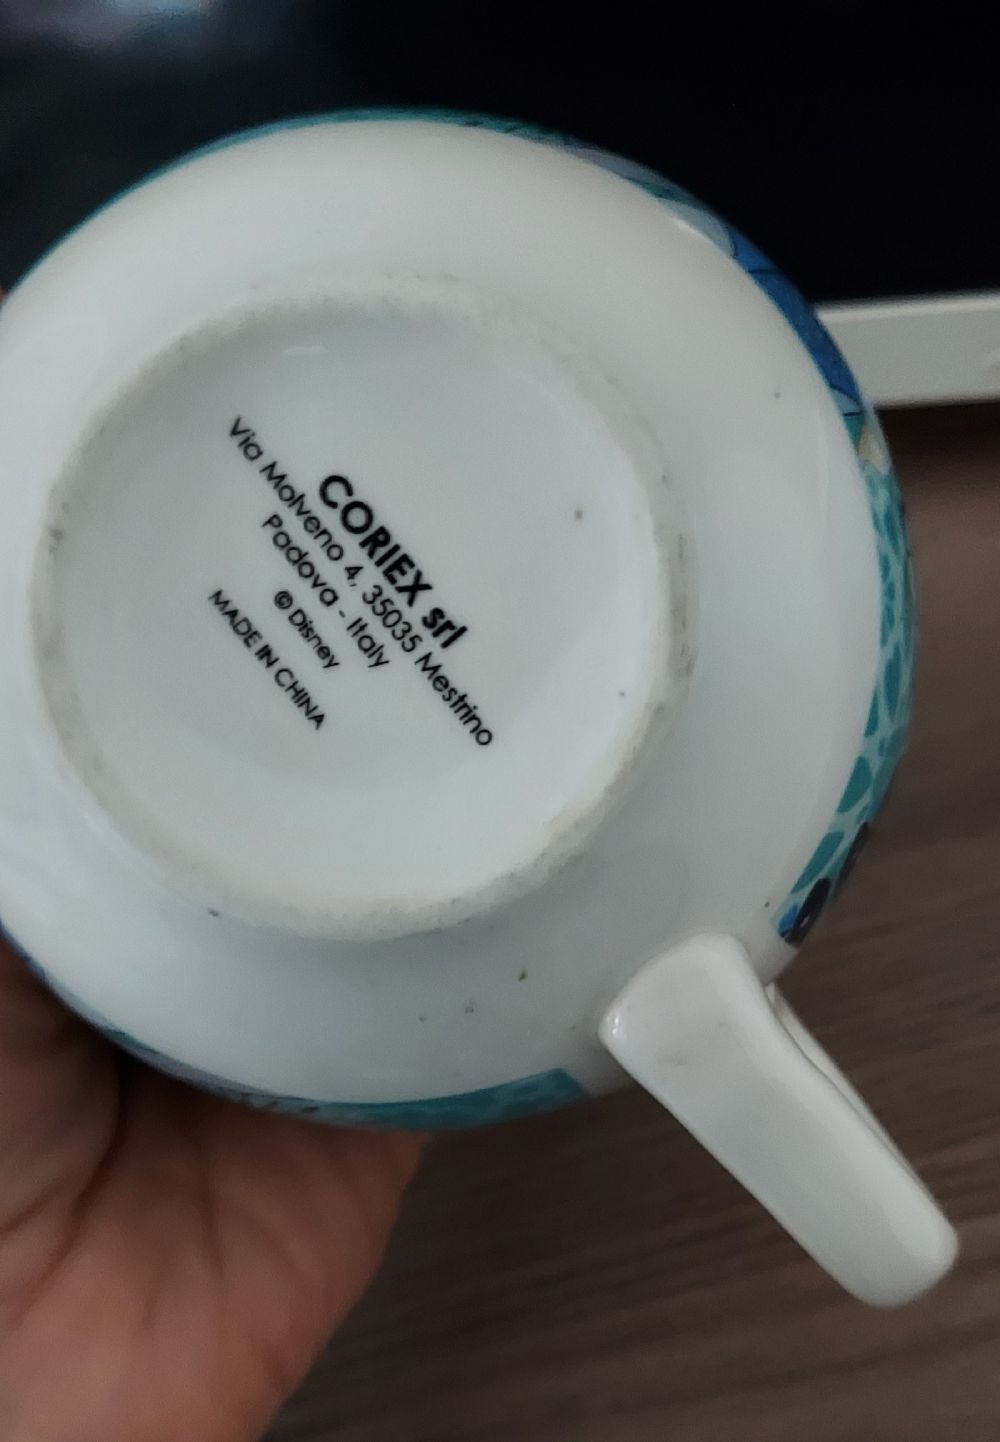 CORIEX srl
Via Molveno 4, 35035 Mestrino
Padova - Italy
© Disney
MADE IN CHINA